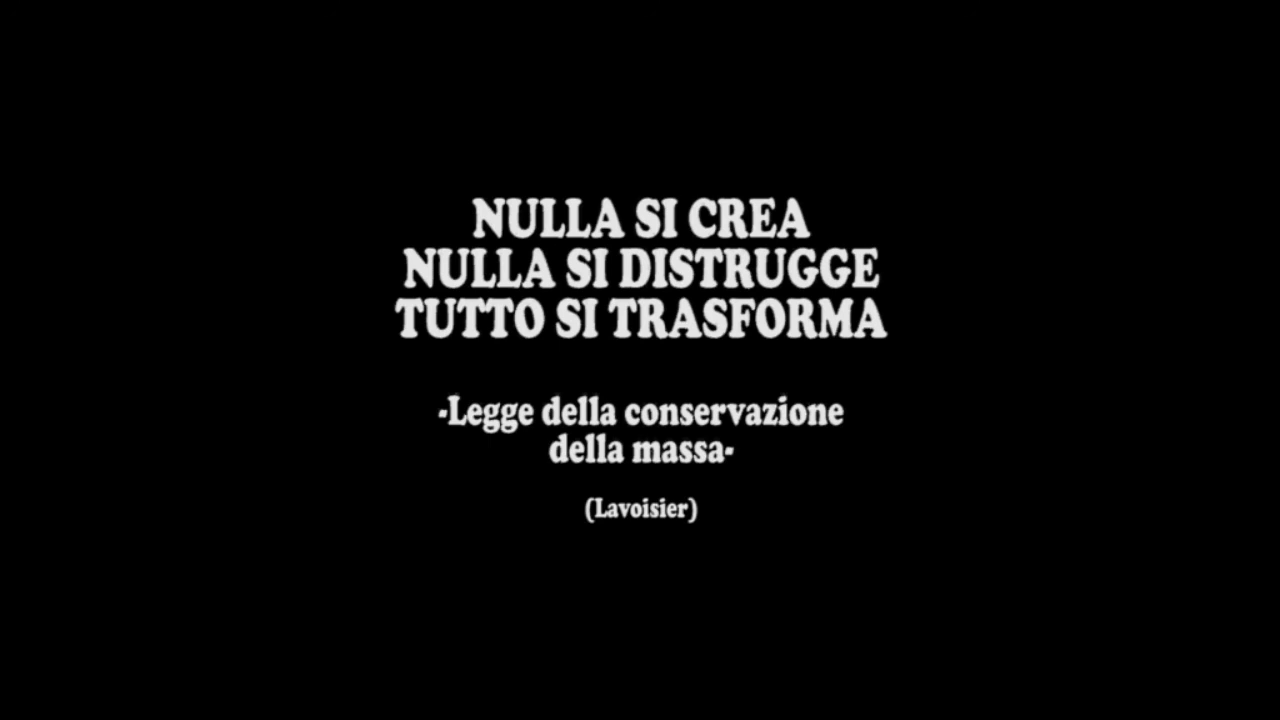 NULLA SI CREA
NULLA SI DISTRUGGE
TUTTO SI TRASFORMA
-Legge della conservazione
della massa-
(Lavoisier)